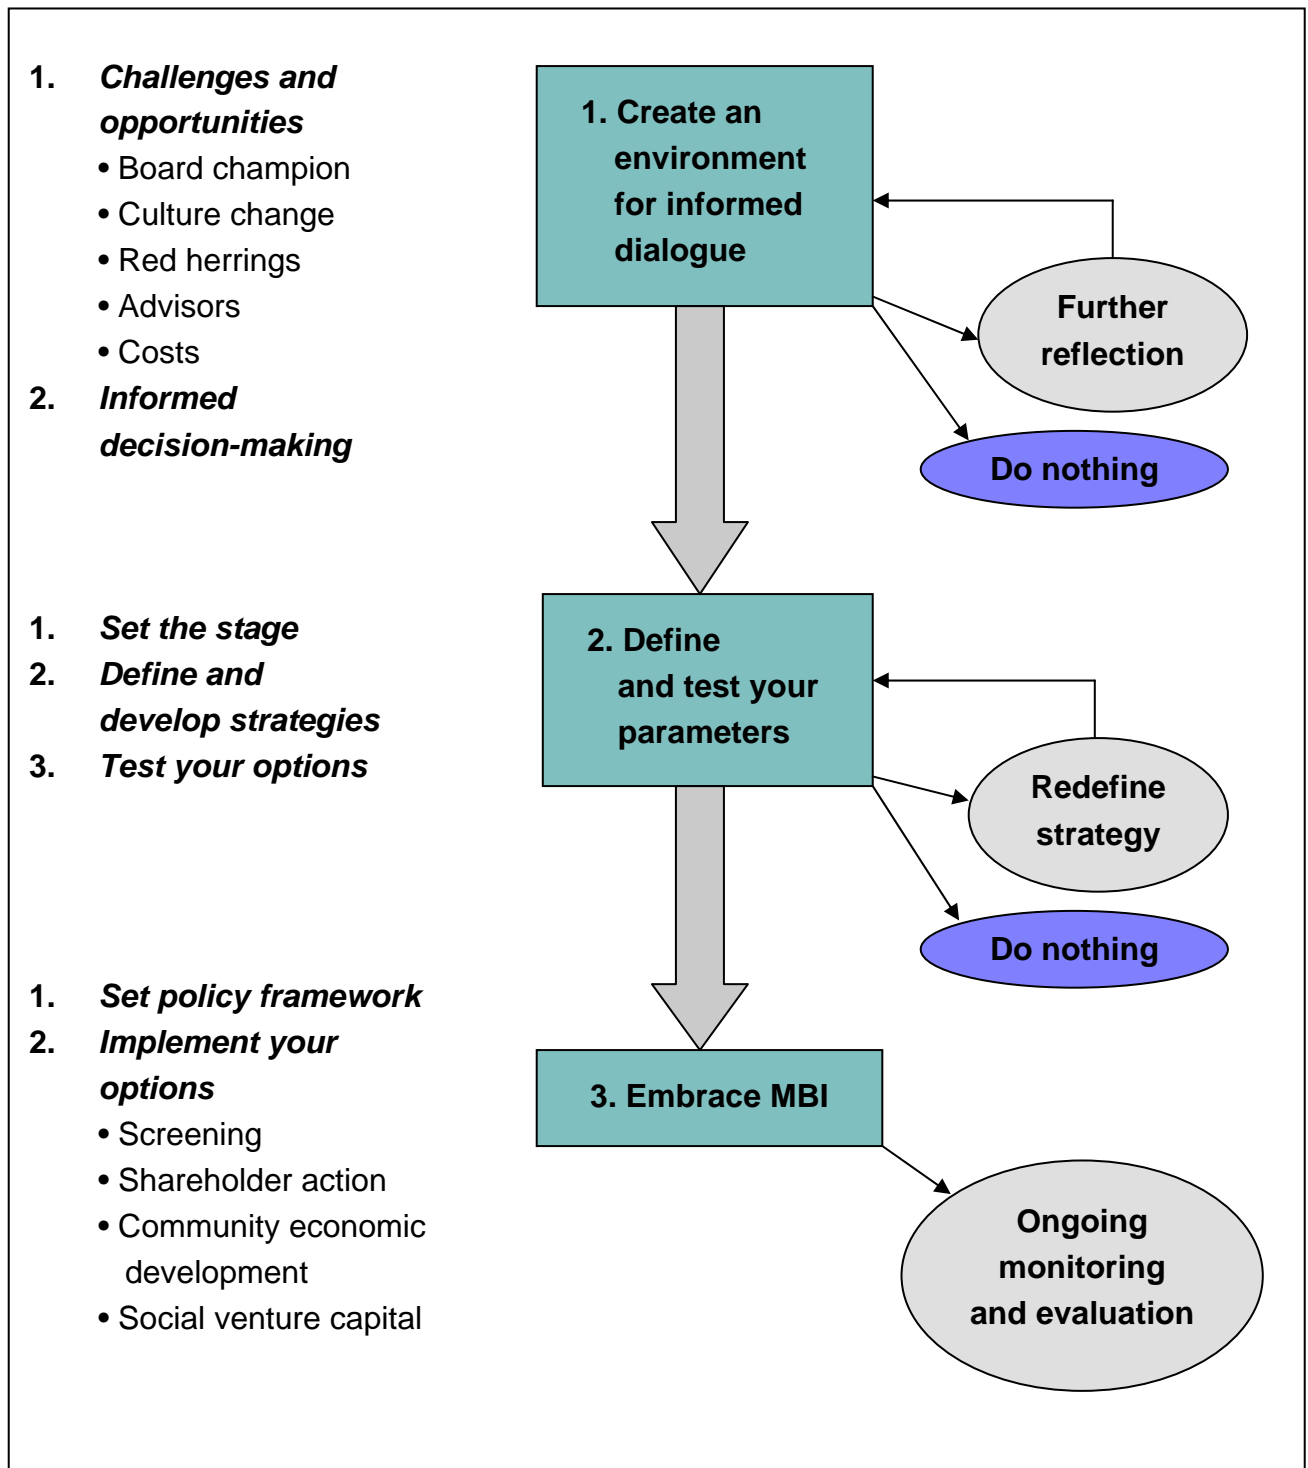 1. Challenges and
opportunities
• Board champion
• Culture change
• Red herrings
• Advisors
• Costs
2. Informed
decision-making
1. Create an
environment
for informed
dialogue
Further
reflection
Do nothing
1. Set the stage
2. Define and
develop strategies
3. Test your options
2. Define
and test your
parameters
Redefine
strategy
Do nothing
1. Set policy framework
2. Implement your
options
• Screening
• Shareholder action
• Community economic
development
• Social venture capital
3. Embrace MBI
Ongoing
monitoring
and evaluation